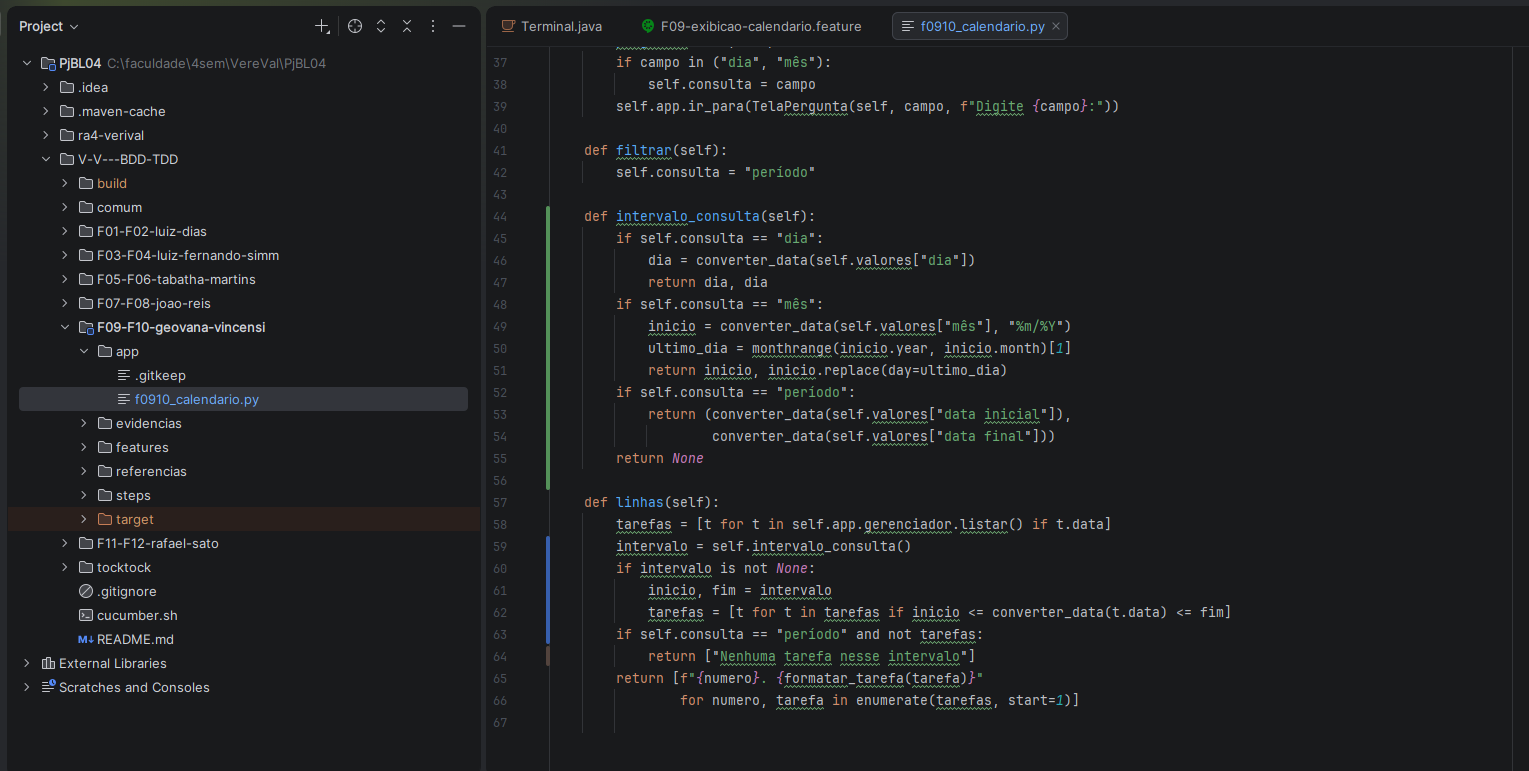 Project
PjBL04 C:\faculdade\4sem\VereVal\PjBL04
.idea
.maven-cache
ra4-verival
V-V---BDD-TDD
build
comum
F01-F02-luiz-dias
F03-F04-luiz-fernando-simm
F05-F06-tabatha-martins
F07-F08-joao-reis
F09-F10-geovana-vincensi
app
.gitkeep
f0910_calendario.py
evidencias
features
referencias
steps
target
F11-F12-rafael-sato
tocktock
.gitignore
cucumber.sh
M↓ README.md
External Libraries
Scratches and Consoles
Terminal.java F09-exibicao-calendario.feature f0910_calendario.py
37 if campo in ("dia", "mês"):
38 self.consulta = campo
39 self.app.ir_para(TelaPergunta(self, campo, f"Digite {campo}:"))
40
41 def filtrar(self):
42 self.consulta = "período"
43
44 def intervalo_consulta(self):
45 if self.consulta == "dia":
46 dia = converter_data(self.valores["dia"])
47 return dia, dia
48 if self.consulta == "mês":
49 inicio = converter_data(self.valores["mês"], "%m/%Y")
50 ultimo_dia = monthrange(inicio.year, inicio.month)[1]
51 return inicio, inicio.replace(day=ultimo_dia)
52 if self.consulta == "período":
53 return (converter_data(self.valores["data inicial"]),
54 converter_data(self.valores["data final"]))
55 return None
56
57 def linhas(self):
58 tarefas = [t for t in self.app.gerenciador.listar() if t.data]
59 intervalo = self.intervalo_consulta()
60 if intervalo is not None:
61 inicio, fim = intervalo
62 tarefas = [t for t in tarefas if inicio <= converter_data(t.data) <= fim]
63 if self.consulta == "período" and not tarefas:
64 return ["Nenhuma tarefa nesse intervalo"]
65 return [f"{numero}. {formatar_tarefa(tarefa)}"
66 for numero, tarefa in enumerate(tarefas, start=1)]
67